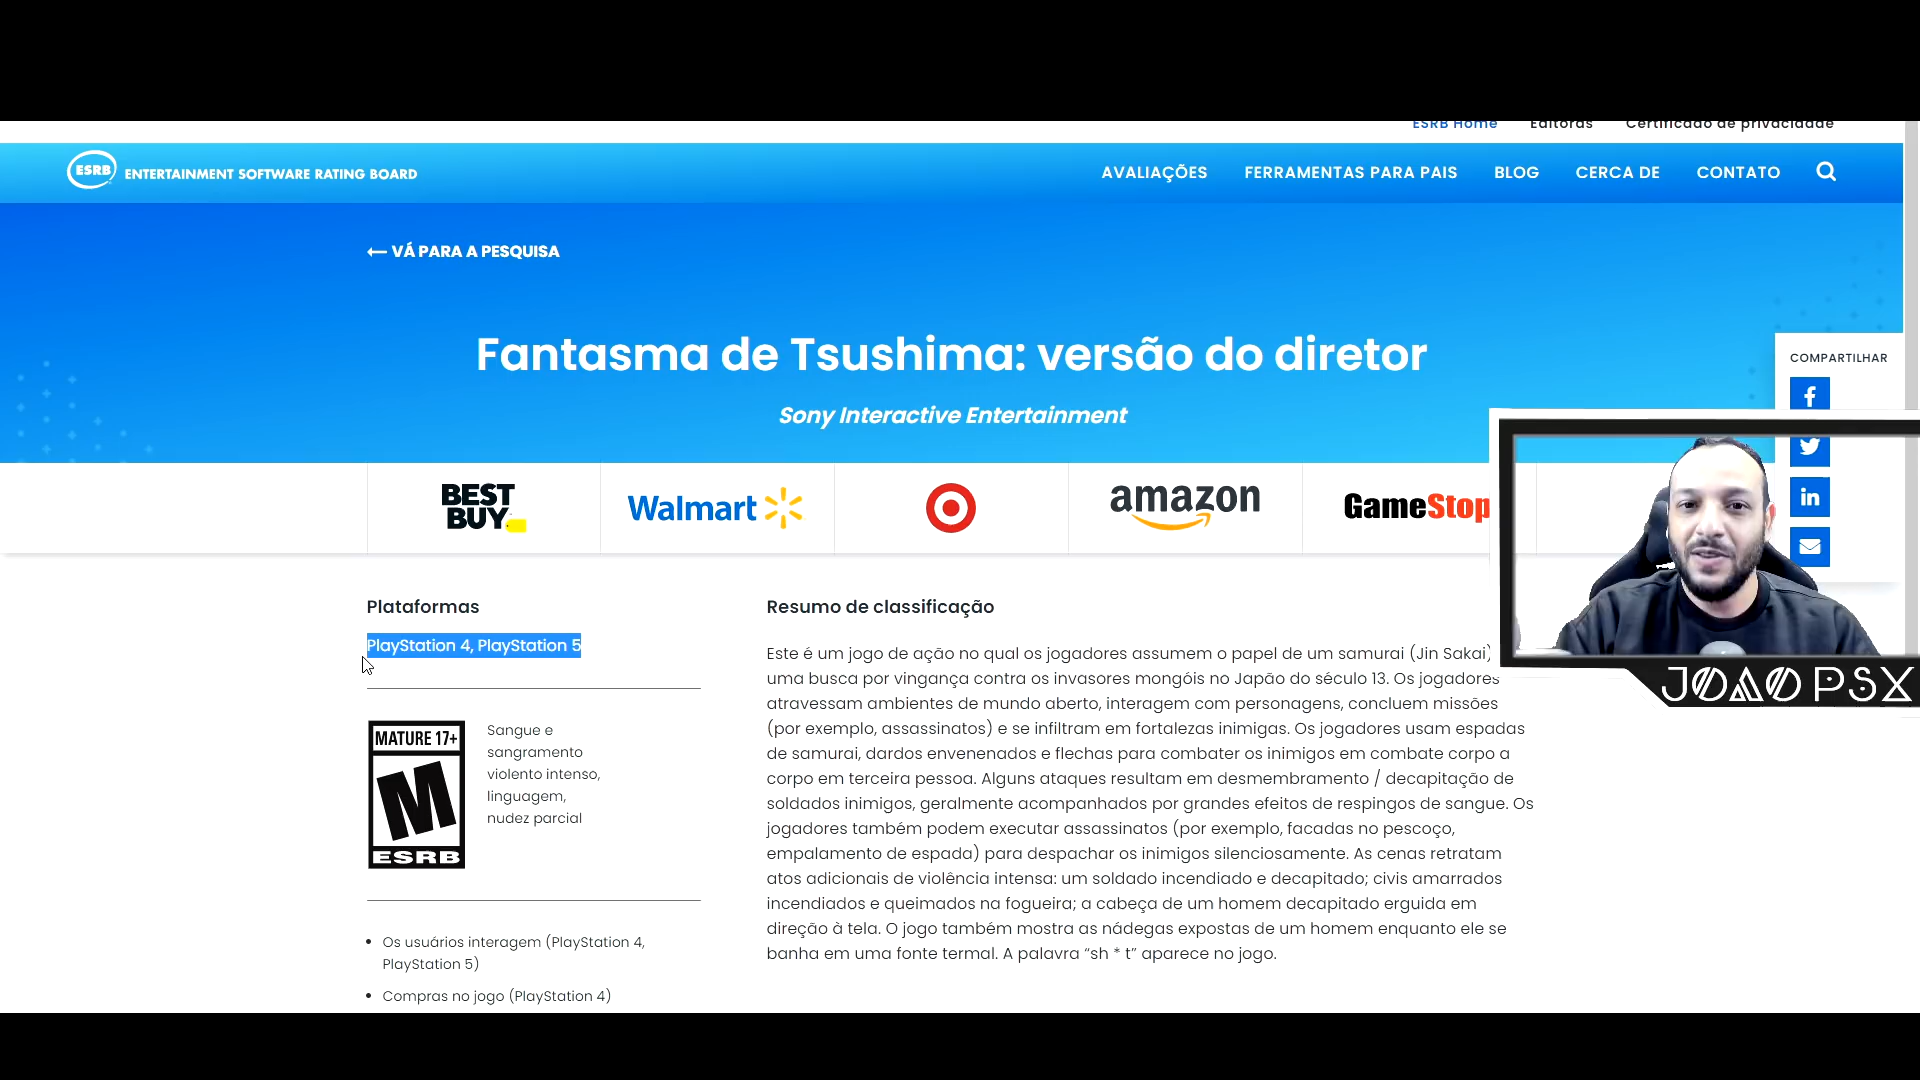 ESRB Home Editoras Certificado de privacidade
ESRB ENTERTAINMENT SOFTWARE RATING BOARD
AVALIAÇÕES FERRAMENTAS PARA PAIS BLOG CERCA DE CONTATO
VÁ PARA A PESQUISA
Fantasma de Tsushima: versão do diretor
Sony Interactive Entertainment
COMPARTILHAR
BEST BUY
Walmart
amazon
GameStop
Plataformas
PlayStation 4, PlayStation 5
MATURE 17+
M
ESRB
Sangue e
sangramento
violento intenso,
linguagem,
nudez parcial
Os usuários interagem (PlayStation 4,
PlayStation 5)
Compras no jogo (PlayStation 4)
Resumo de classificação
Este é um jogo de ação no qual os jogadores assumem o papel de um samurai (Jin Sakai)
uma busca por vingança contra os invasores mongóis no Japão do século 13. Os jogadores
atravessam ambientes de mundo aberto, interagem com personagens, concluem missões
(por exemplo, assassinatos) e se infiltram em fortalezas inimigas. Os jogadores usam espadas
de samurai, dardos envenenados e flechas para combater os inimigos em combate corpo a
corpo em terceira pessoa. Alguns ataques resultam em desmembramento / decapitação de
soldados inimigos, geralmente acompanhados por grandes efeitos de respingos de sangue. Os
jogadores também podem executar assassinatos (por exemplo, facadas no pescoço,
empalamento de espada) para despachar os inimigos silenciosamente. As cenas retratam
atos adicionais de violência intensa: um soldado incendiado e decapitado; civis amarrados
incendiados e queimados na fogueira; a cabeça de um homem decapitado erguida em
direção à tela. O jogo também mostra as nádegas expostas de um homem enquanto ele se
banha em uma fonte termal. A palavra “sh * t” aparece no jogo.
JOAO PSX